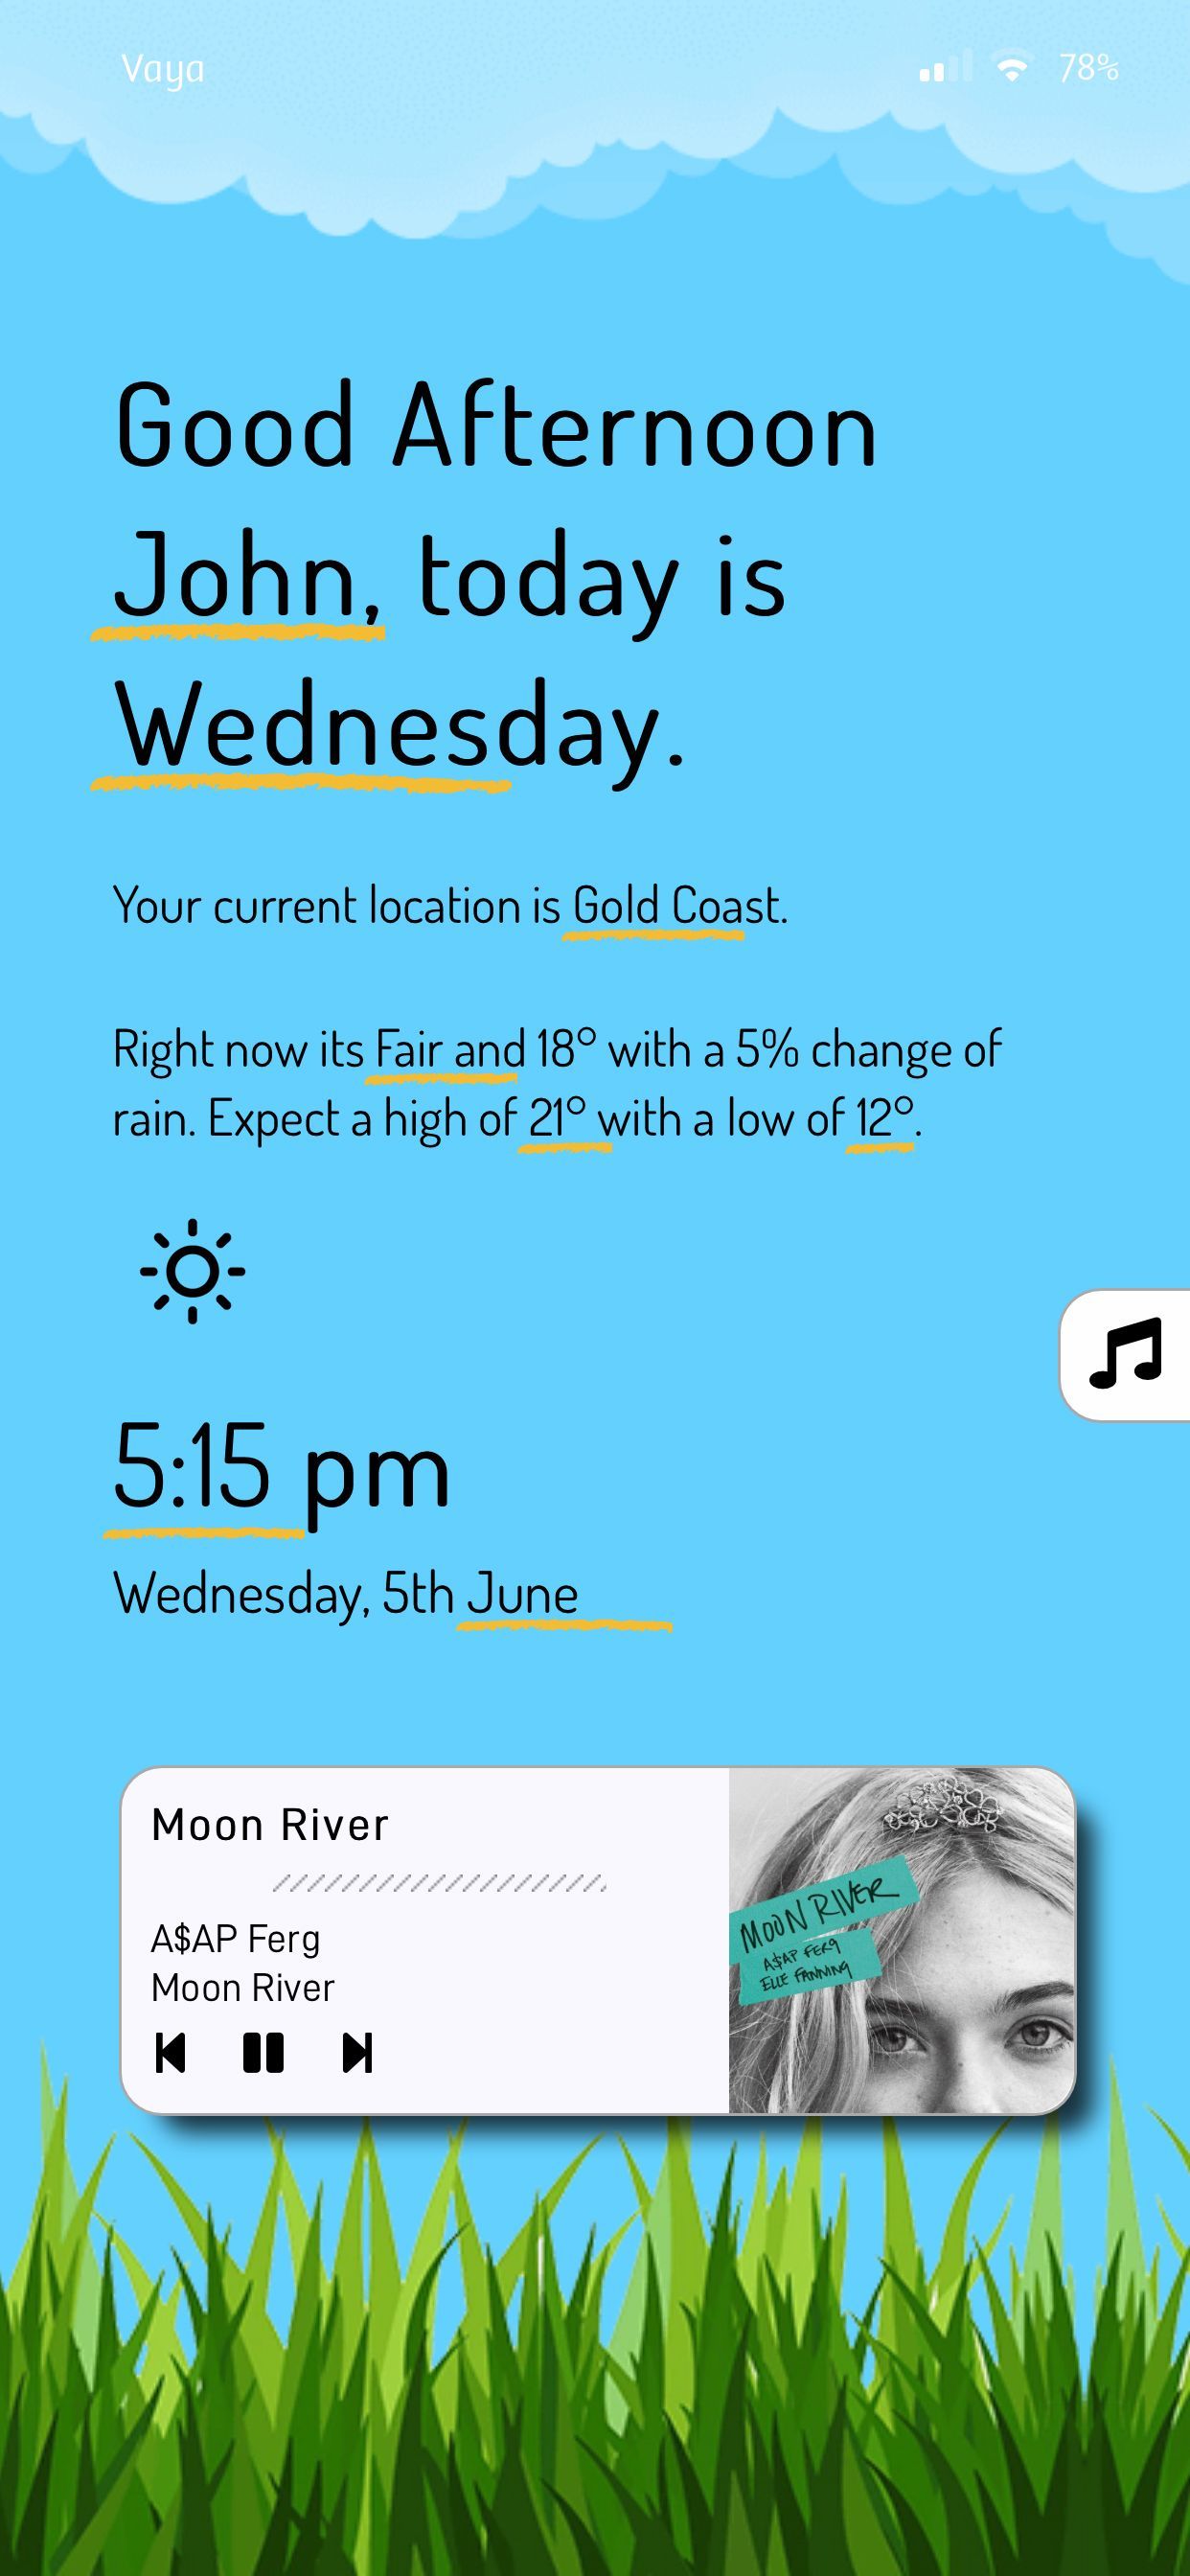 Vaya 78%
Good Afternoon
John, today is
Wednesday.
Your current location is Gold Coast.
Right now its Fair and 18° with a 5% change of
rain. Expect a high of 21° with a low of 12°.
5:15 pm
Wednesday, 5th June
Moon River
A$AP Ferg
Moon River
MOON RIVER
A$AP FERG
ELLE FANNING